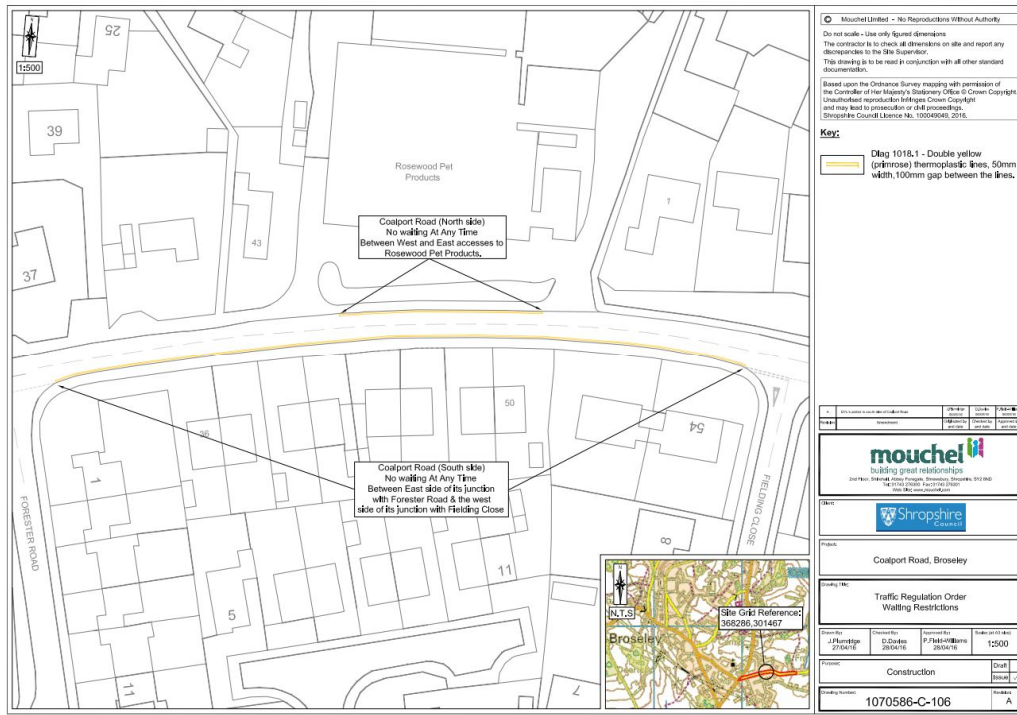 N
1:500
25
39
37
43
Rosewood Pet
Products
1
Coalport Road (North side)
No waiting At Any Time
Between West and East accesses to
Rosewood Pet Products.
36
50
54
1
5
11
11
8
7
Coalport Road (South side)
No waiting At Any Time
Between East side of its junction
with Forester Road & the west
side of its junction with Fielding Close
FORESTER ROAD
FIELDING CLOSE
N
N.T.S
Broseley
Site Grid Reference:
368286,301467
© Mouchel Limited - No Reproductions Without Authority
Do not scale - Use only figured dimensions
The contractor is to check all dimensions on site and report any
discrepancies to the Site Supervisor.
This drawing is to be read in conjunction with all other standard
documentation.
Based upon the Ordnance Survey mapping with permission of
the Controller of Her Majesty's Stationery Office © Crown Copyright.
Unauthorised reproduction infringes Crown Copyright
and may lead to prosecution or civil proceedings.
Shropshire Council Licence No. 100049049, 2016.
Key:
Diag 1018.1 - Double yellow
(primrose) thermoplastic lines, 50mm
width,100mm gap between the lines.
mouchel
building great relationships
Client:
Shropshire
Council
Project:
Coalport Road, Broseley
Drawing Title:
Traffic Regulation Order
Waiting Restrictions
Drawn By:
J.Plumridge
27/04/16
Checked By:
D.Davies
28/04/16
Approved By:
P.Field-Williams
28/04/16
Scale: (at A3 size)
1:500
Purpose:
Construction
Draft
Issue
Drawing Number:
1070586-C-106
Revision:
A